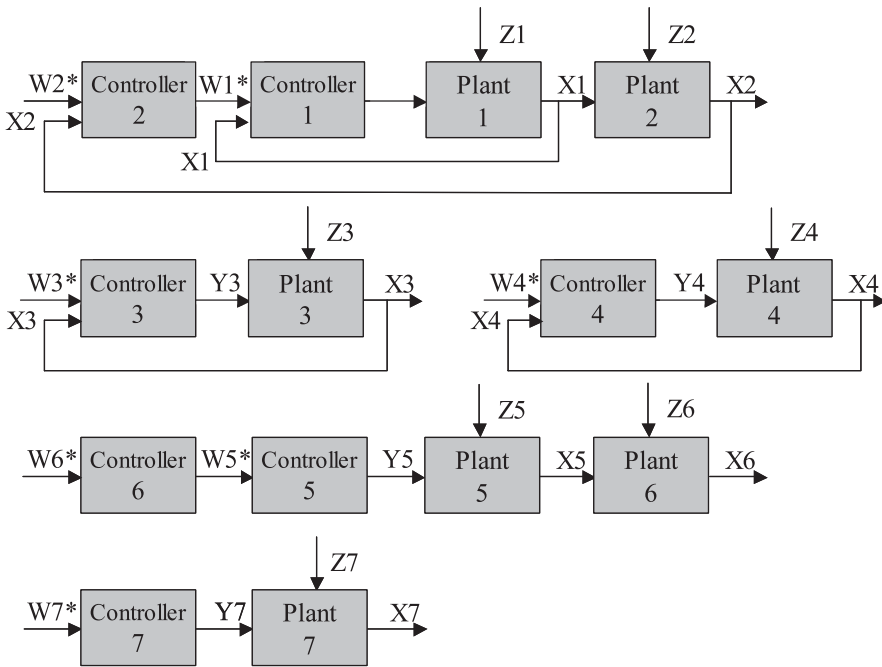 Z1 Z2
W2* Controller 2 W1* Controller 1 Plant 1 X1 Plant 2 X2
X2
X1
Z3 Z4
W3* Controller 3 Y3 Plant 3 X3 W4* Controller 4 Y4 Plant 4 X4
X3 X4
Z5 Z6
W6* Controller 6 W5* Controller 5 Y5 Plant 5 X5 Plant 6 X6
Z7
W7* Controller 7 Y7 Plant 7 X7